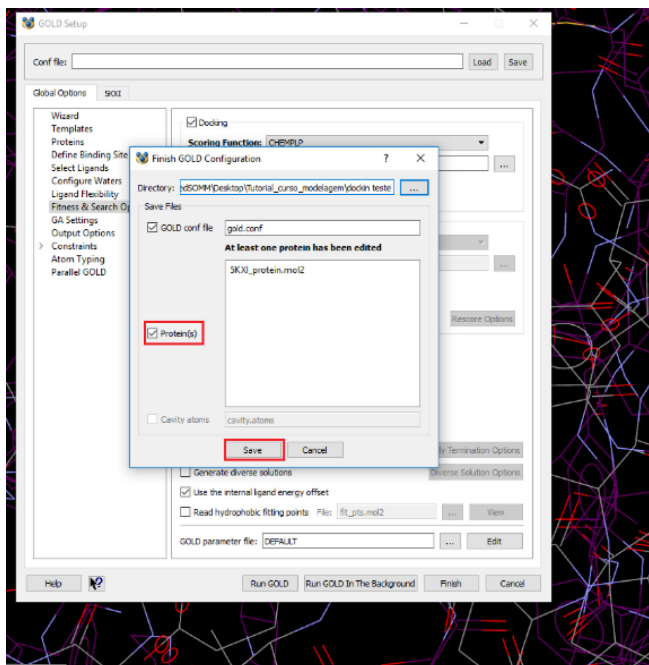 GOLD Setup
Conf file:
Load
Save
Global Options
5KXI
Wizard
Templates
Proteins
Define Binding Site
Select Ligands
Configure Waters
Ligand Flexibility
Fitness & Search Op
GA Settings
Output Options
Constraints
Atom Typing
Parallel GOLD
Docking
Scoring Function: CHEMPLP
...
Finish GOLD Configuration
?
Directory:
edSOMM\Desktop\Tutorial_curso_modelagem\dockin teste
...
Save Files
GOLD conf file
gold.conf
At least one protein has been edited
5KXI_protein.mol2
Protein(s)
Cavity atoms
cavity.atoms
Save
Cancel
...
Rescore Options
ly Termination Options
Generate diverse solutions
Diverse Solution Options
Use the internal ligand energy offset
Read hydrophobic fitting points File: fit_pts.mol2
...
View
GOLD parameter file: DEFAULT
...
Edit
Help
Run GOLD
Run GOLD In The Background
Finish
Cancel